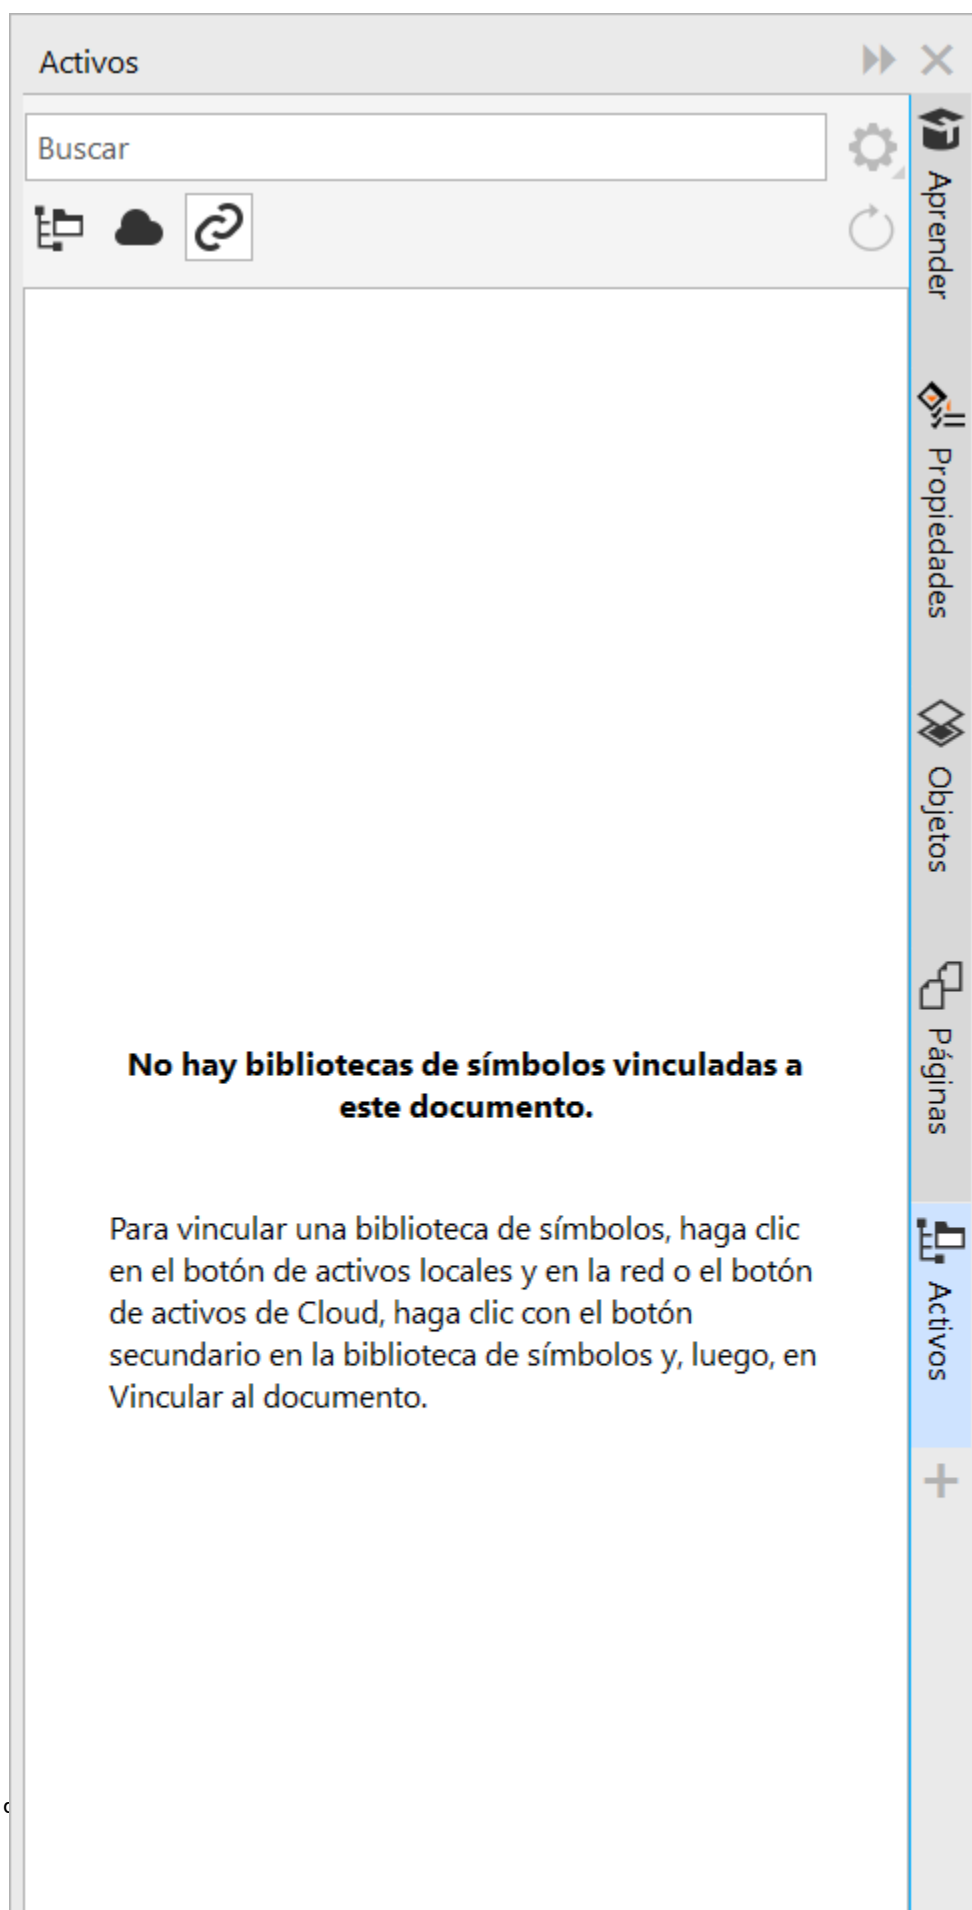 Activos
Buscar
Aprender
Propiedades
Objetos
Páginas
Activos
No hay bibliotecas de símbolos vinculadas a
este documento.
Para vincular una biblioteca de símbolos, haga clic
en el botón de activos locales y en la red o el botón
de activos de Cloud, haga clic con el botón
secundario en la biblioteca de símbolos y, luego, en
Vincular al documento.